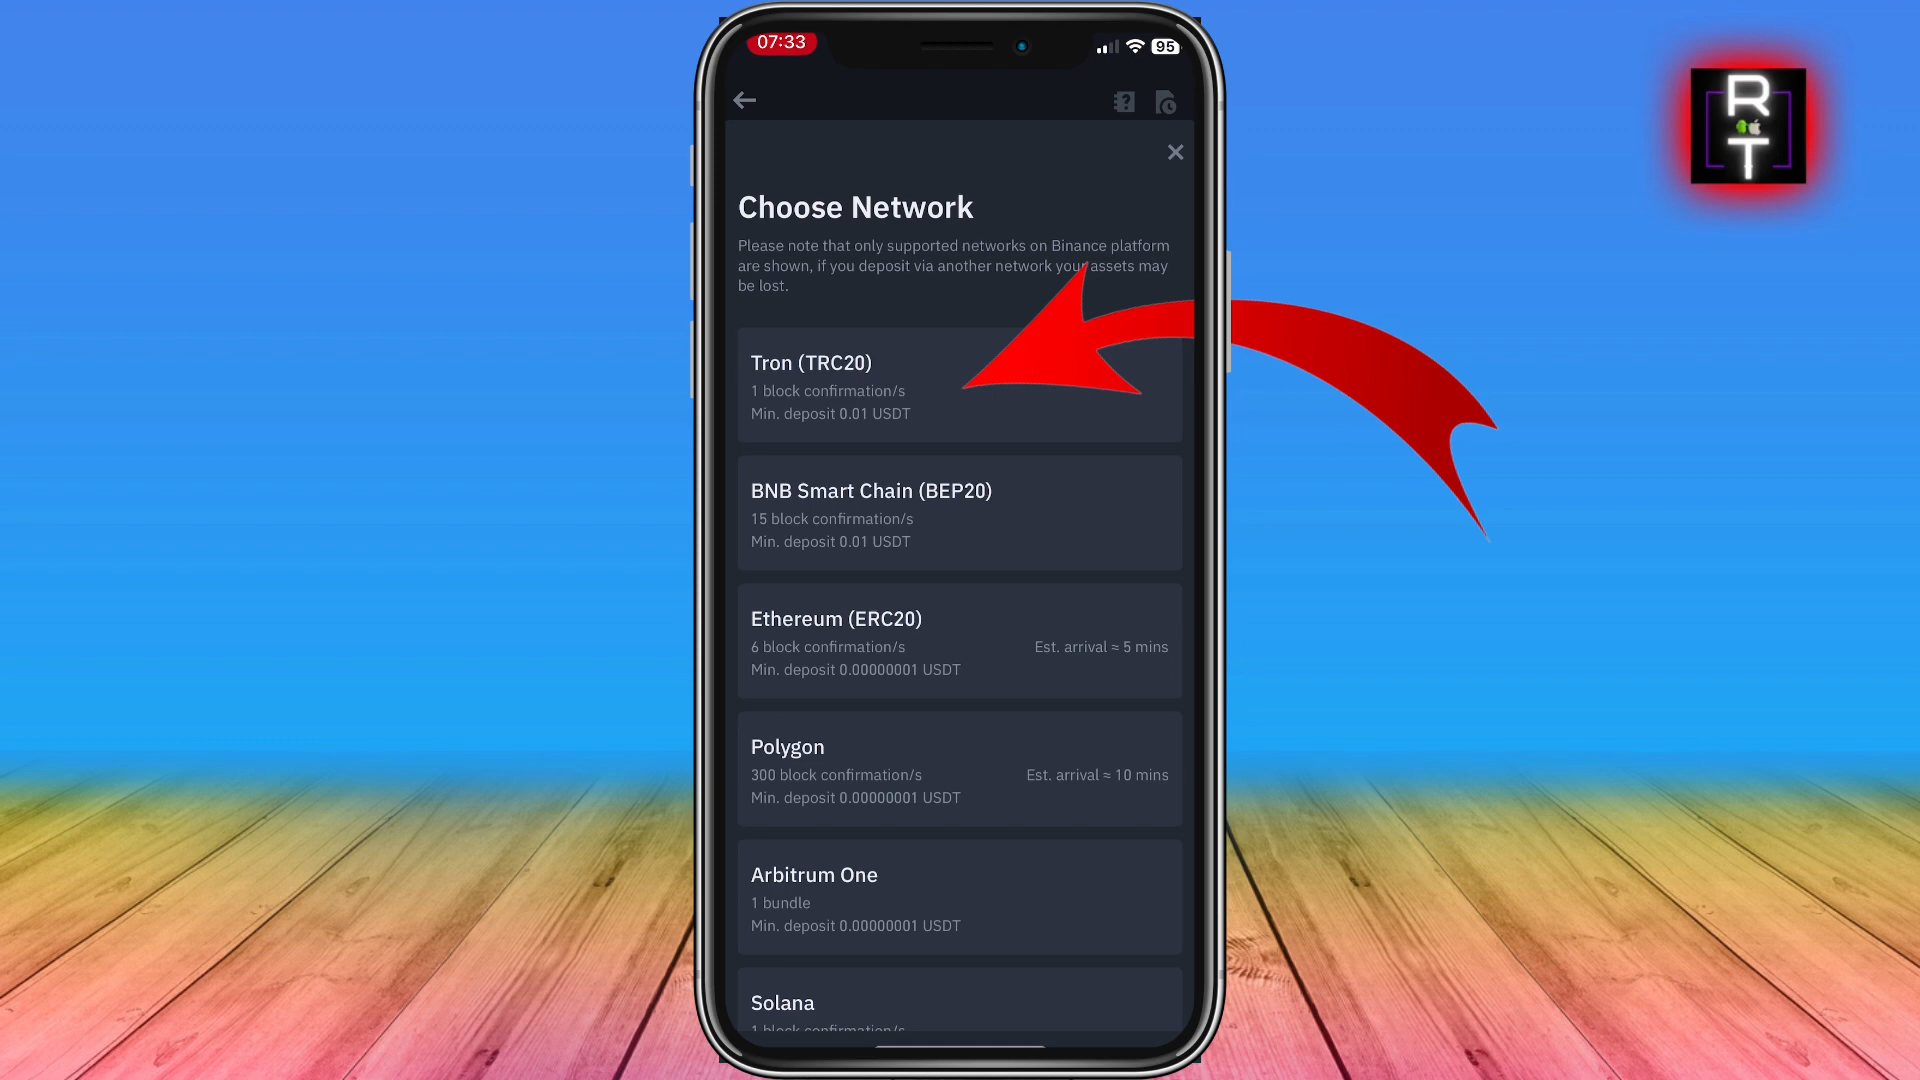 07:33
95
R
T
Choose Network
Please note that only supported networks on Binance platform
are shown, if you deposit via another network your assets may
be lost.
Tron (TRC20)
1 block confirmation/s
Min. deposit 0.01 USDT
BNB Smart Chain (BEP20)
15 block confirmation/s
Min. deposit 0.01 USDT
Ethereum (ERC20)
6 block confirmation/s
Est. arrival ≈ 5 mins
Min. deposit 0.00000001 USDT
Polygon
300 block confirmation/s
Est. arrival ≈ 10 mins
Min. deposit 0.00000001 USDT
Arbitrum One
1 bundle
Min. deposit 0.00000001 USDT
Solana
1 block confirmation/s